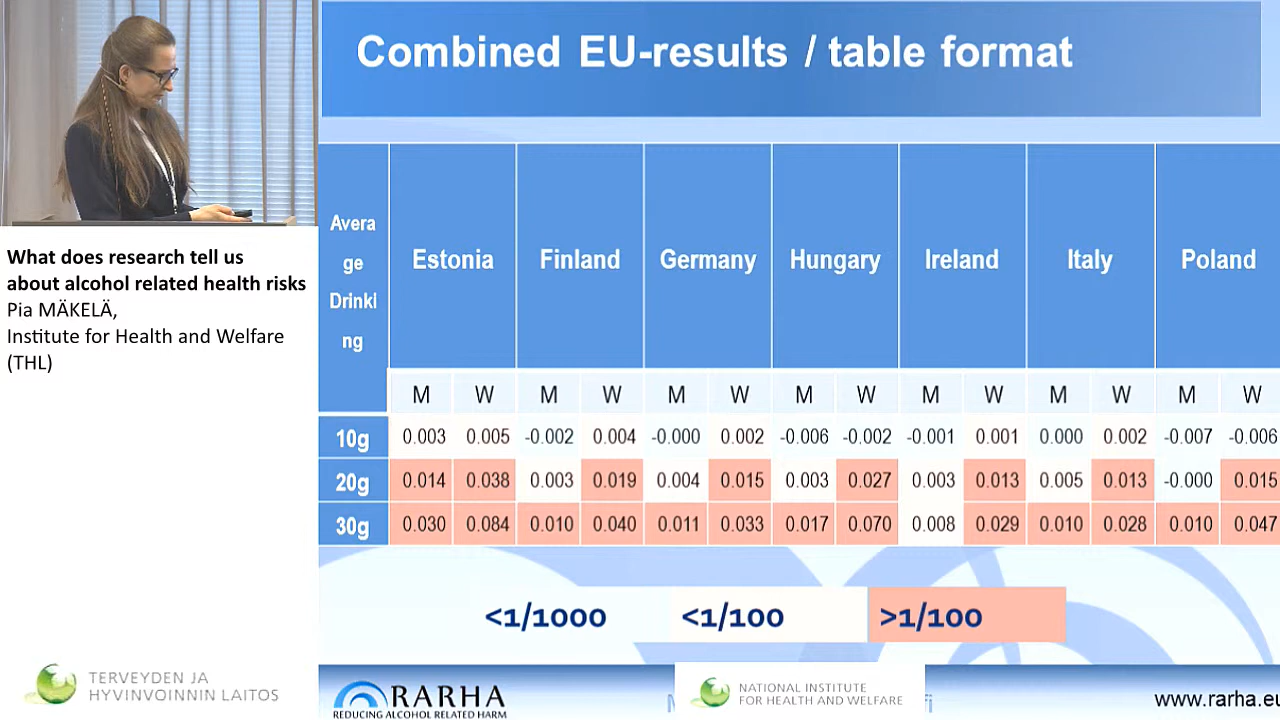 Combined EU-results / table format
What does research tell us
about alcohol related health risks
Pia MÄKELÄ,
Institute for Health and Welfare
(THL)
Avera
ge
Drinki
ng
Estonia Finland Germany Hungary Ireland Italy Poland
M W M W M W M W M W M W M W
10g 0.003 0.005 -0.002 0.004 -0.000 0.002 -0.006 -0.002 -0.001 0.001 0.000 0.002 -0.007 -0.006
20g 0.014 0.038 0.003 0.019 0.004 0.015 0.003 0.027 0.003 0.013 0.005 0.013 -0.000 0.015
30g 0.030 0.084 0.010 0.040 0.011 0.033 0.017 0.070 0.008 0.029 0.010 0.028 0.010 0.047
<1/1000 <1/100 >1/100
TERVEYDEN JA
HYVINVOINNIN LAITOS
RARHA
REDUCING ALCOHOL RELATED HARM
NATIONAL INSTITUTE
FOR HEALTH AND WELFARE
www.rarha.eu